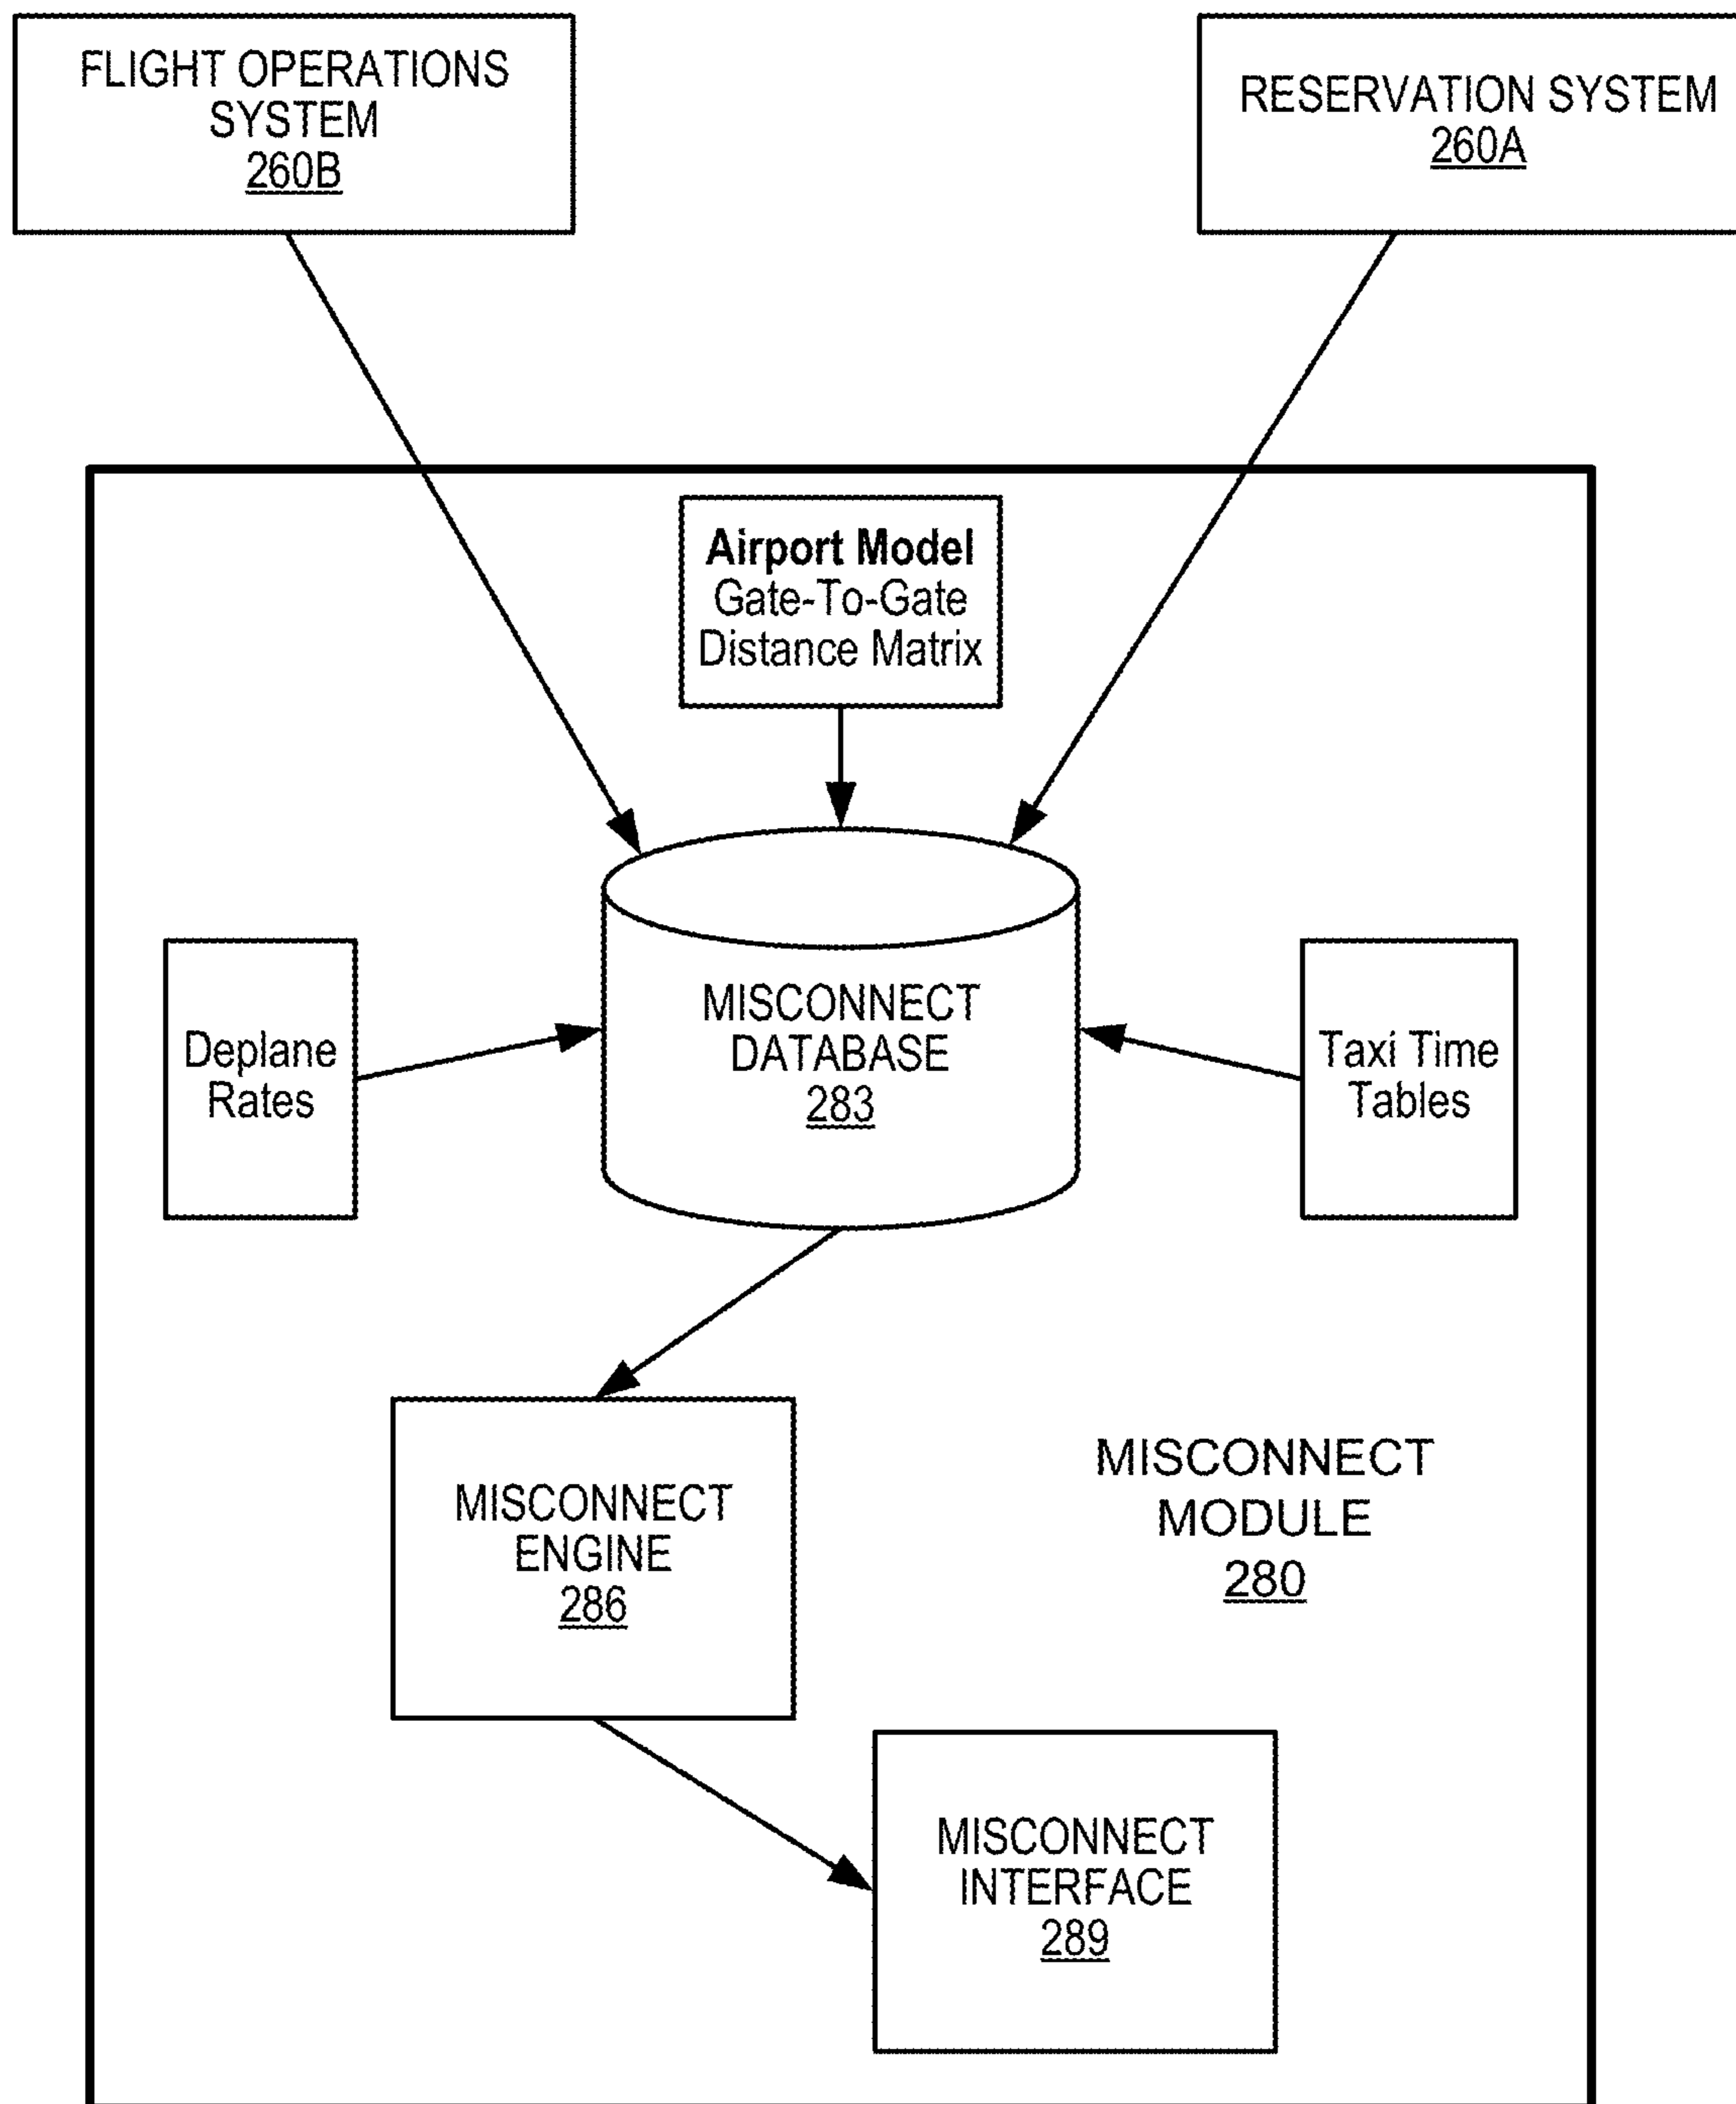 FLIGHT OPERATIONS
SYSTEM
260B
RESERVATION SYSTEM
260A
Airport Model
Gate-To-Gate
Distance Matrix
Deplane
Rates
MISCONNECT
DATABASE
283
Taxi Time
Tables
MISCONNECT
ENGINE
286
MISCONNECT
MODULE
280
MISCONNECT
INTERFACE
289